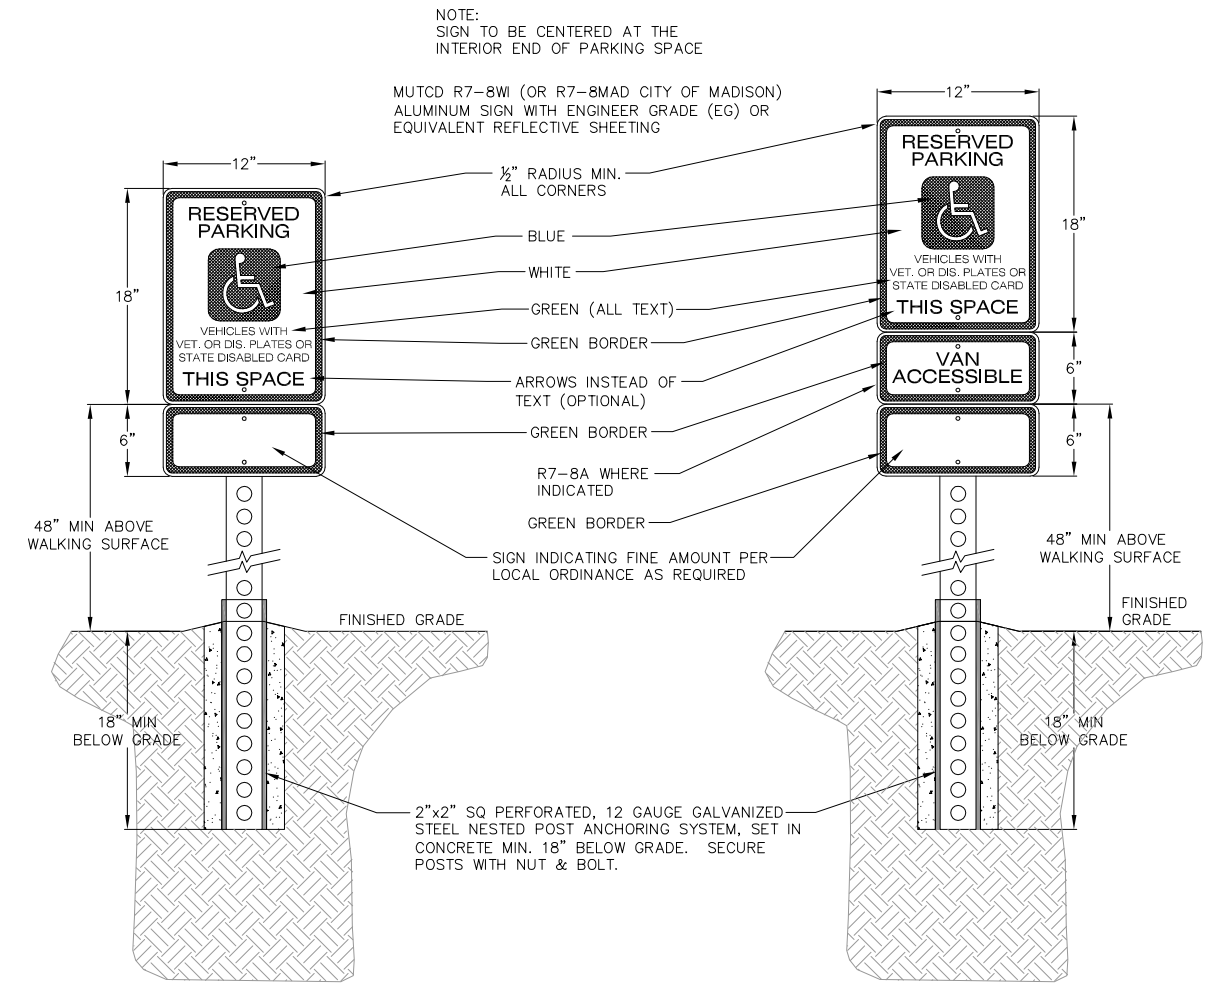 NOTE:
SIGN TO BE CENTERED AT THE
INTERIOR END OF PARKING SPACE
MUTCD R7-8WI (OR R7-8MAD CITY OF MADISON)
ALUMINUM SIGN WITH ENGINEER GRADE (EG) OR
EQUIVALENT REFLECTIVE SHEETING
12"
18"
RESERVED
PARKING
VEHICLES WITH
VET. OR DIS. PLATES OR
STATE DISABLED CARD
THIS SPACE
6"
48" MIN ABOVE
WALKING SURFACE
FINISHED GRADE
18" MIN
BELOW GRADE
½" RADIUS MIN.
ALL CORNERS
BLUE
WHITE
GREEN (ALL TEXT)
GREEN BORDER
ARROWS INSTEAD OF
TEXT (OPTIONAL)
GREEN BORDER
R7-8A WHERE
INDICATED
GREEN BORDER
SIGN INDICATING FINE AMOUNT PER
LOCAL ORDINANCE AS REQUIRED
2"x2" SQ PERFORATED, 12 GAUGE GALVANIZED
STEEL NESTED POST ANCHORING SYSTEM, SET IN
CONCRETE MIN. 18" BELOW GRADE. SECURE
POSTS WITH NUT & BOLT.
12"
RESERVED
PARKING
VEHICLES WITH
VET. OR DIS. PLATES OR
STATE DISABLED CARD
THIS SPACE
18"
VAN
ACCESSIBLE
6"
6"
48" MIN ABOVE
WALKING SURFACE
FINISHED
GRADE
18" MIN
BELOW GRADE